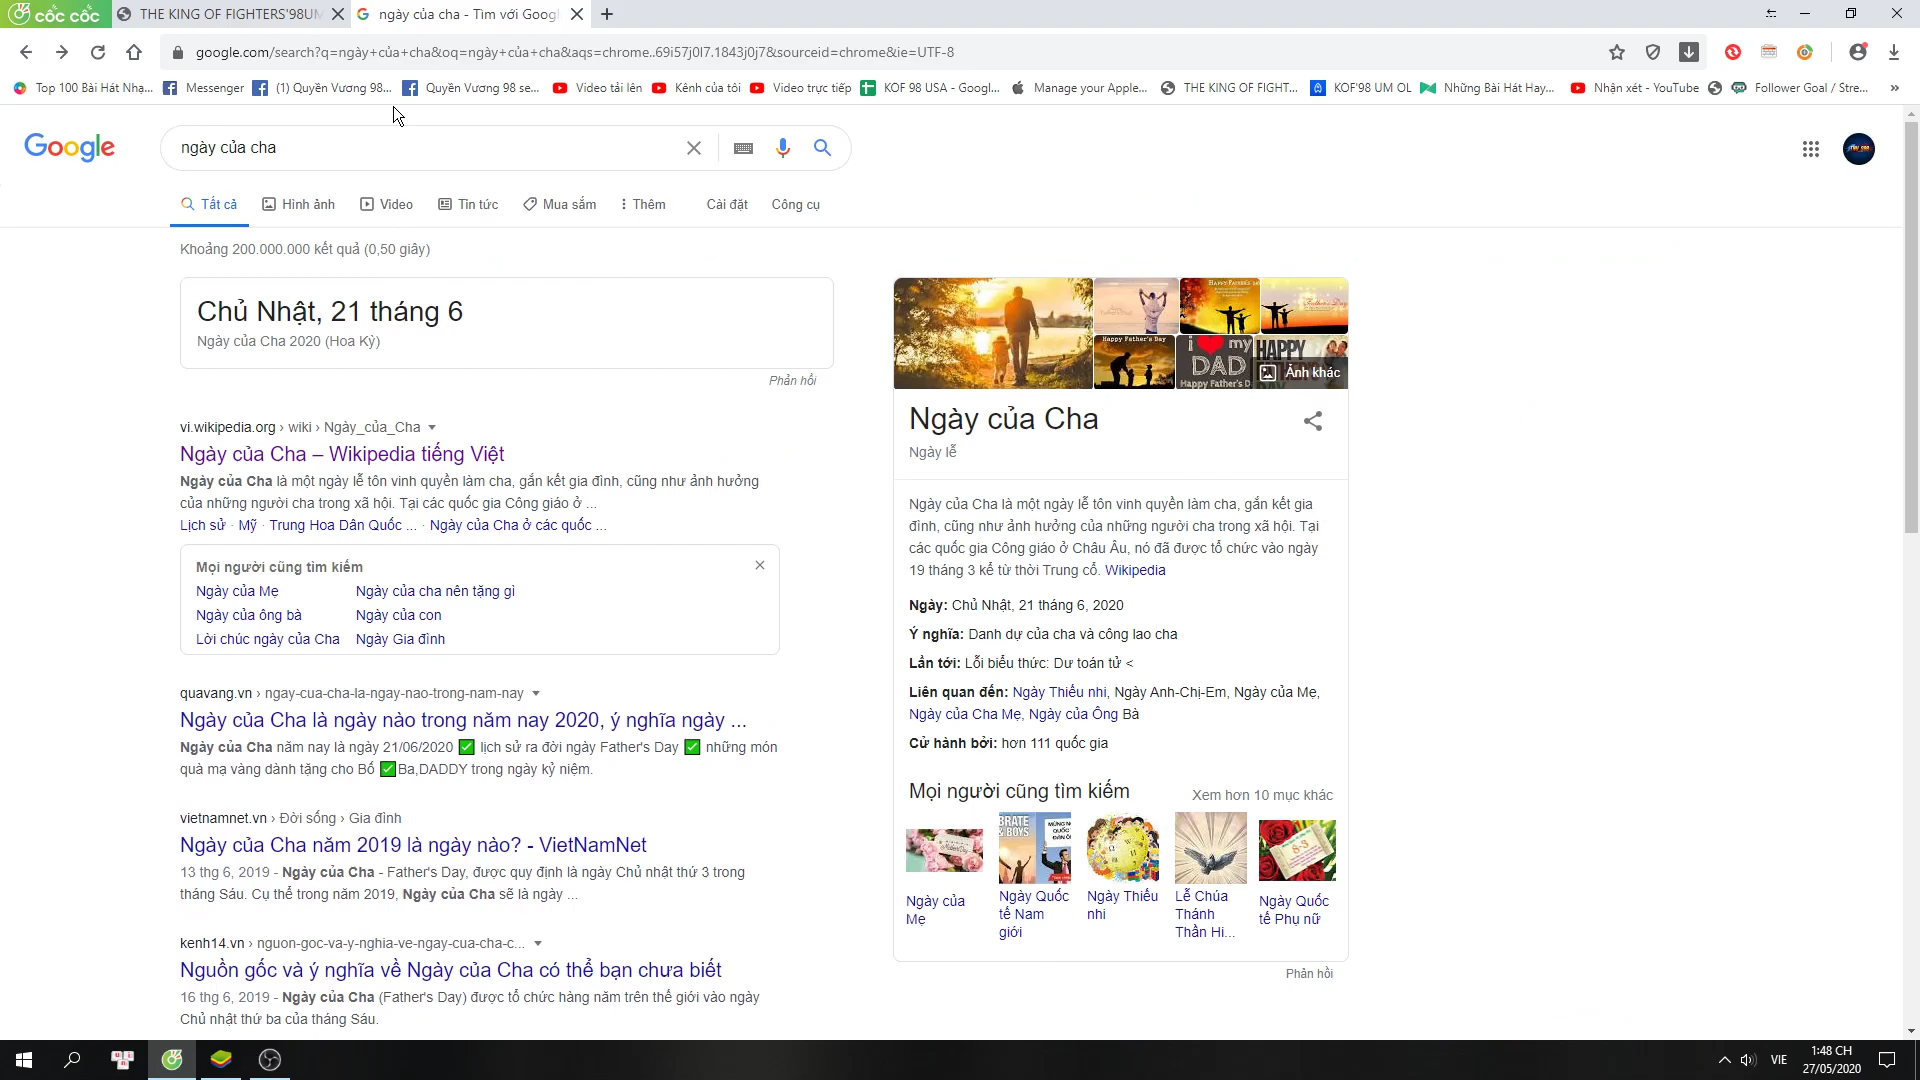 cốc cốc
THE KING OF FIGHTERS'98UM
ngày của cha - Tìm với Googl
google.com/search?q=ngày+của+cha&oq=ngày+của+cha&aqs=chrome..69i57j0l7.1843j0j7&sourceid=chrome&ie=UTF-8
Top 100 Bài Hát Nhạ...
Messenger
(1) Quyền Vương 98...
Quyền Vương 98 se...
Video tải lên
Kênh của tôi
Video trực tiếp
KOF 98 USA - Googl...
Manage your Apple...
THE KING OF FIGHT...
KOF'98 UM OL
Những Bài Hát Hay...
Nhận xét - YouTube
Follower Goal / Stre...
»
Google
ngày của cha
Tất cả
Hình ảnh
Video
Tin tức
Mua sắm
Thêm
Cài đặt
Công cụ
Khoảng 200.000.000 kết quả (0,50 giây)
Chủ Nhật, 21 tháng 6
Ngày của Cha 2020 (Hoa Kỳ)
Phản hồi
vi.wikipedia.org › wiki › Ngày_của_Cha
Ngày của Cha – Wikipedia tiếng Việt
Ngày của Cha là một ngày lễ tôn vinh quyền làm cha, gắn kết gia đình, cũng như ảnh hưởng
của những người cha trong xã hội. Tại các quốc gia Công giáo ở ...
Lịch sử · Mỹ · Trung Hoa Dân Quốc ... · Ngày của Cha ở các quốc ...
Mọi người cũng tìm kiếm
Ngày của Mẹ
Ngày của cha nên tặng gì
Ngày của ông bà
Ngày của con
Lời chúc ngày của Cha
Ngày Gia đình
quavang.vn › ngay-cua-cha-la-ngay-nao-trong-nam-nay
Ngày của Cha là ngày nào trong năm nay 2020, ý nghĩa ngày ...
Ngày của Cha năm nay là ngày 21/06/2020 ✅ lịch sử ra đời ngày Father's Day ✅ những món
quà mạ vàng dành tặng cho Bố ✅Ba,DADDY trong ngày kỷ niệm.
vietnamnet.vn › Đời sống › Gia đình
Ngày của Cha năm 2019 là ngày nào? - VietNamNet
13 thg 6, 2019 - Ngày của Cha - Father's Day, được quy định là ngày Chủ nhật thứ 3 trong
tháng Sáu. Cụ thể trong năm 2019, Ngày của Cha sẽ là ngày ...
kenh14.vn › nguon-goc-va-y-nghia-ve-ngay-cua-cha-c...
Nguồn gốc và ý nghĩa về Ngày của Cha có thể bạn chưa biết
16 thg 6, 2019 - Ngày của Cha (Father's Day) được tổ chức hàng năm trên thế giới vào ngày
Chủ nhật thứ ba của tháng Sáu.
Happy Father's Day
i my
DAD
Happy Father's D
HAPPY
Ảnh khác
Ngày của Cha
Ngày lễ
Ngày của Cha là một ngày lễ tôn vinh quyền làm cha, gắn kết gia
đình, cũng như ảnh hưởng của những người cha trong xã hội. Tại
các quốc gia Công giáo ở Châu Âu, nó đã được tổ chức vào ngày
19 tháng 3 kể từ thời Trung cổ. Wikipedia
Ngày: Chủ Nhật, 21 tháng 6, 2020
Ý nghĩa: Danh dự của cha và công lao cha
Lần tới: Lỗi biểu thức: Dư toán tử <
Liên quan đến: Ngày Thiếu nhi, Ngày Anh-Chị-Em, Ngày của Mẹ,
Ngày của Cha Mẹ, Ngày của Ông Bà
Cử hành bởi: hơn 111 quốc gia
Mọi người cũng tìm kiếm
Xem hơn 10 mục khác
Ngày của
Mẹ
Ngày Quốc
tế Nam
giới
Ngày Thiếu
nhi
Lễ Chúa
Thánh
Thần Hi...
Ngày Quốc
tế Phụ nữ
Phản hồi
VIE
1:48 CH
27/05/2020